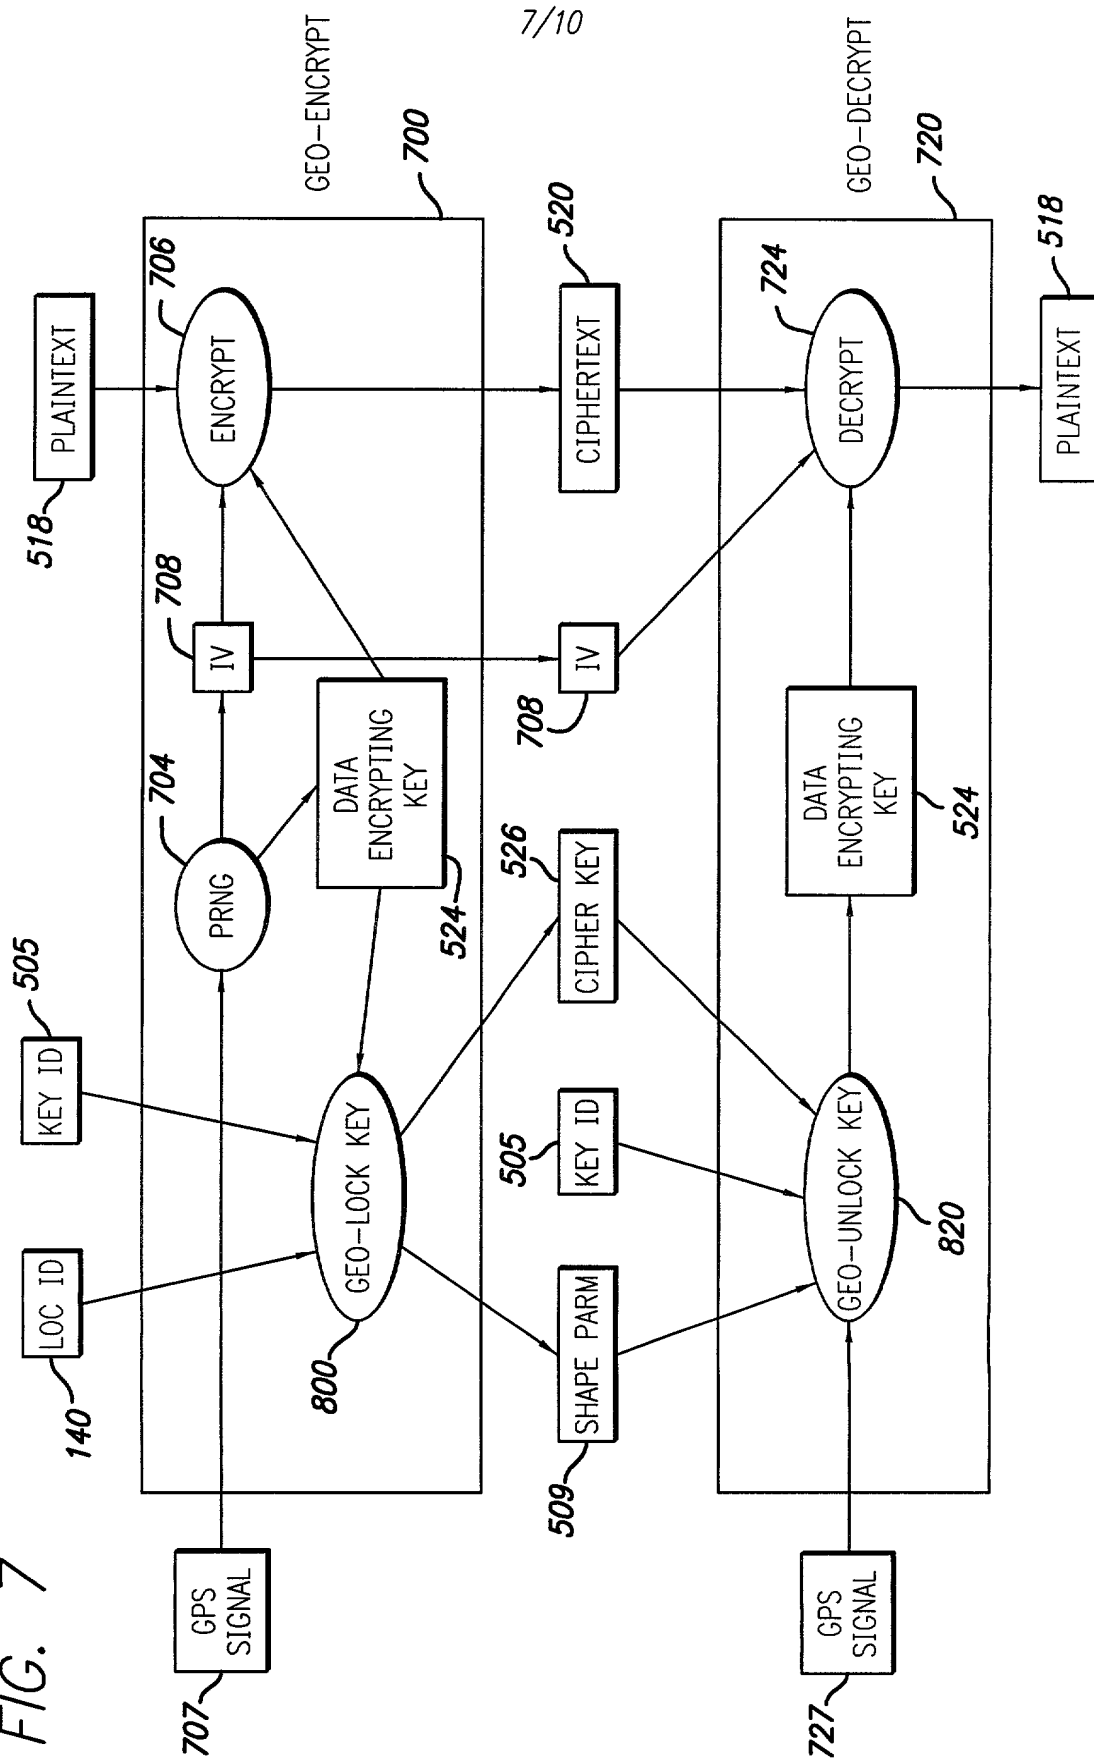 7/10
FIG. 7
707
GPS
SIGNAL
140
LOC ID
505
KEY ID
518
PLAINTEXT
GEO-ENCRYPT
700
704
PRNG
708
IV
706
ENCRYPT
DATA
ENCRYPTING
KEY
524
GEO-LOCK KEY
800
509
SHAPE PARM
505
KEY ID
526
CIPHER KEY
708
IV
520
CIPHERTEXT
GEO-DECRYPT
720
727
GPS
SIGNAL
GEO-UNLOCK KEY
820
DATA
ENCRYPTING
KEY
524
724
DECRYPT
518
PLAINTEXT